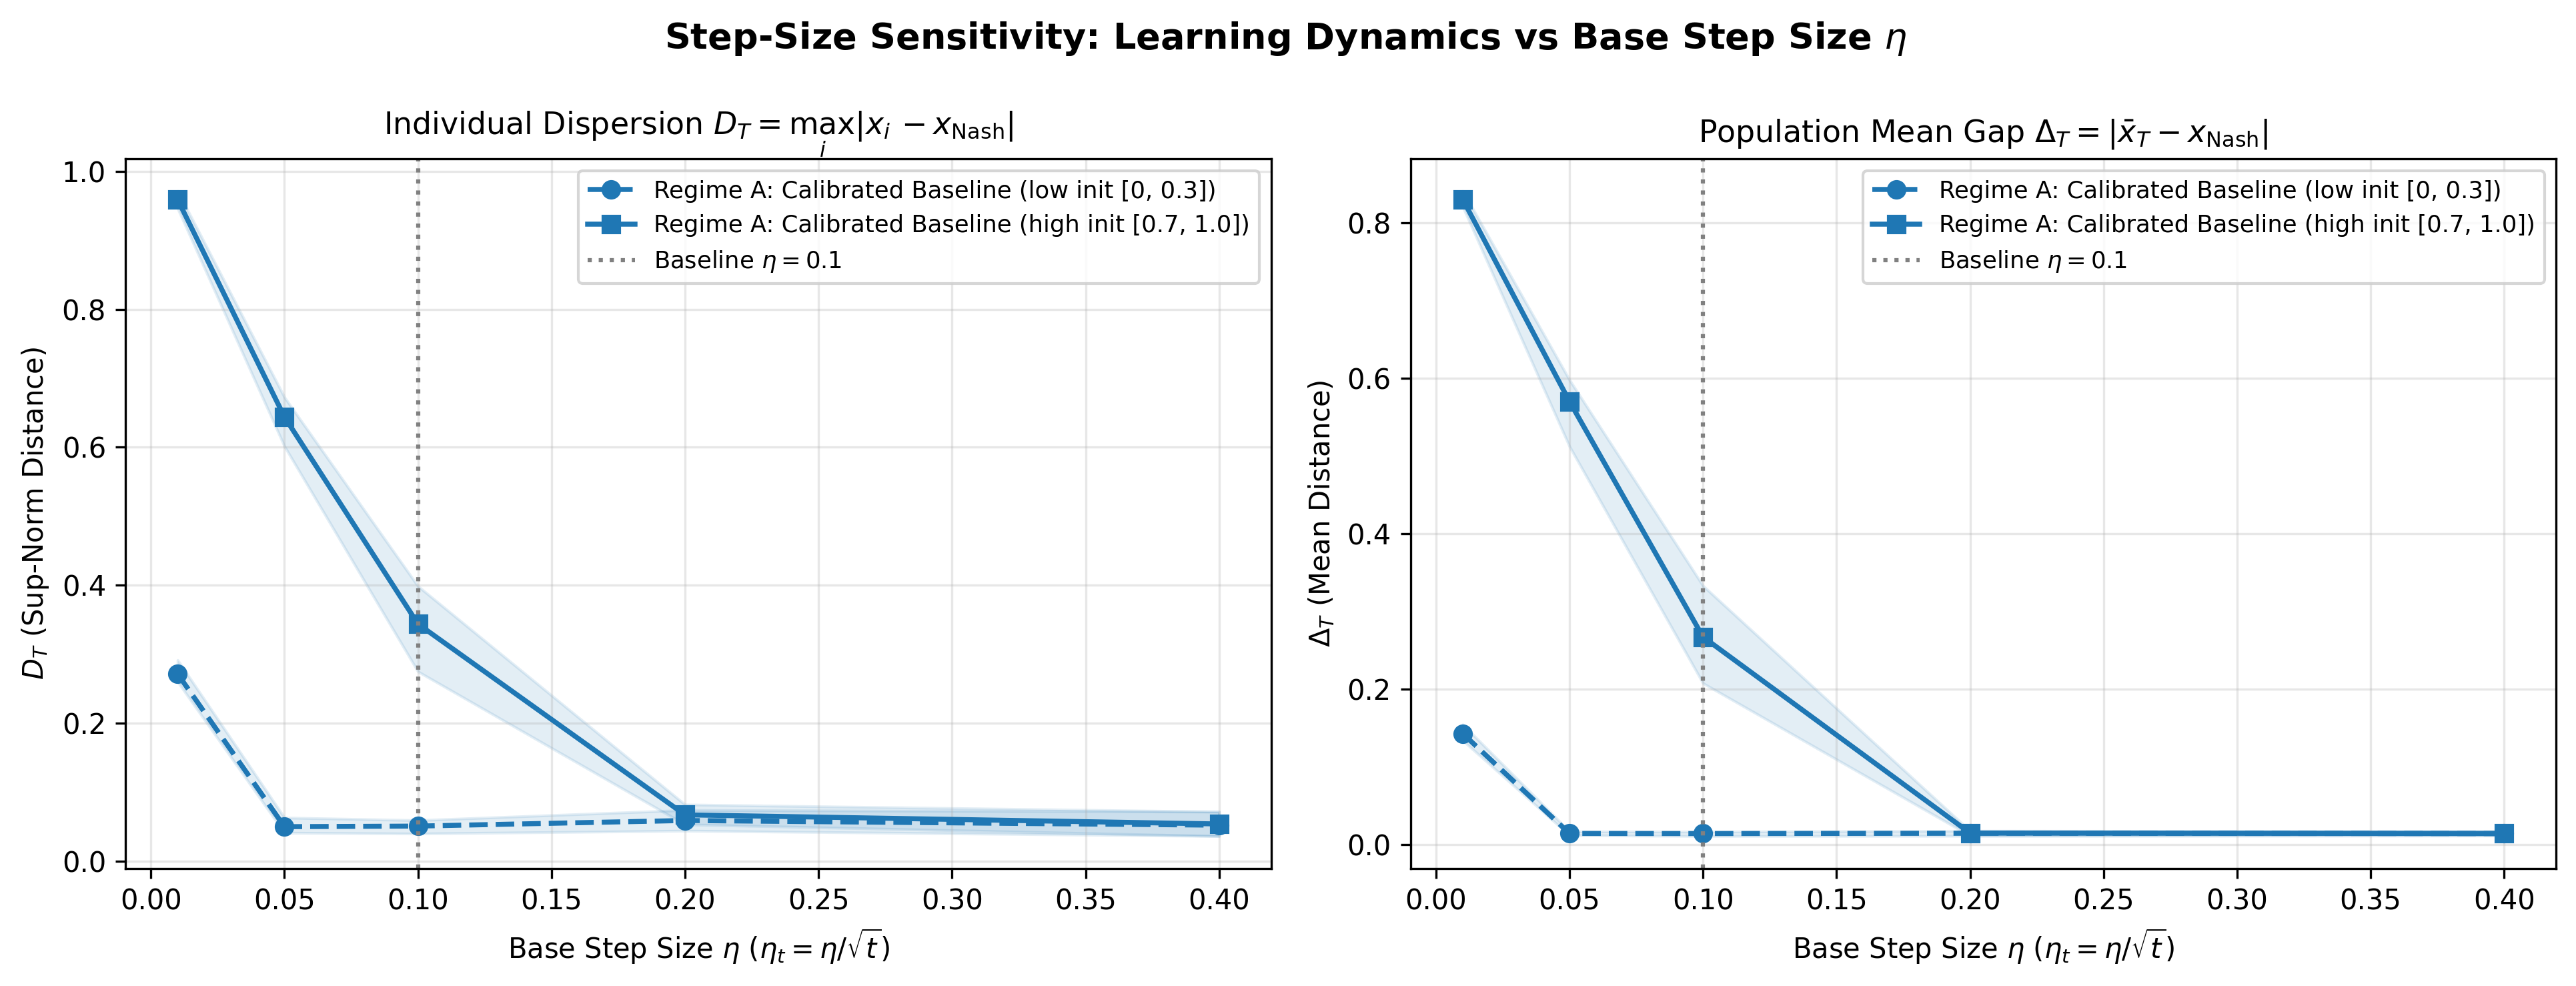 Step-Size Sensitivity: Learning Dynamics vs Base Step Size η
Individual Dispersion D_T = max_i |x_i − x_Nash|
D_T (Sup-Norm Distance)
1.0
0.8
0.6
0.4
0.2
0.0
Regime A: Calibrated Baseline (low init [0, 0.3])
Regime A: Calibrated Baseline (high init [0.7, 1.0])
Baseline η = 0.1
0.00 0.05 0.10 0.15 0.20 0.25 0.30 0.35 0.40
Base Step Size η (η_t = η/√t)
Population Mean Gap Δ_T = |x̄_T − x_Nash|
Δ_T (Mean Distance)
0.8
0.6
0.4
0.2
0.0
Regime A: Calibrated Baseline (low init [0, 0.3])
Regime A: Calibrated Baseline (high init [0.7, 1.0])
Baseline η = 0.1
0.00 0.05 0.10 0.15 0.20 0.25 0.30 0.35 0.40
Base Step Size η (η_t = η/√t)